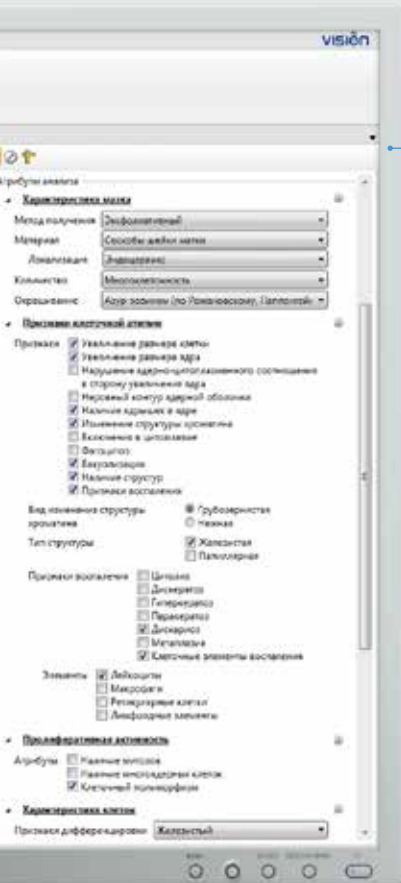 visiôn
Атрибуты анализа
Характеристика мазка
Метод получения Эксфолиативный
Материал Соскобы шейки матки
Локализация Эндоцервикс
Количество Многоклеточность
Окрашивание Азур эозином (по Романовскому, Паппенгей
Признаки клеточной атипии
Признаки Увеличение размера клетки
Увеличение размера ядра
Нарушение ядерно-цитоплазменного соотношения
в сторону увеличения ядра
Неровный контур ядерной оболочки
Наличие ядрышек в ядре
Изменение структуры хроматина
Включения в цитоплазме
Фагоцитоз
Вакуолизация
Наличие структур
Признаки воспаления
Вид изменения структуры Грубозернистая
хроматина Нежная
Тип структуры Железистая
Папиллярная
Признаки воспаления Цитолиз
Дискератоз
Гиперкератоз
Паракератоз
Дискариоз
Метаплазия
Клеточные элементы воспаления
Элементы Лейкоциты
Макрофаги
Ретикулярные клетки
Лимфоидные элементы
Пролиферативная активность
Атрибуты Наличие митозов
Наличие многоядерных клеток
Клеточный полиморфизм
Характеристика клеток
Признаки дифференцировки Железистый